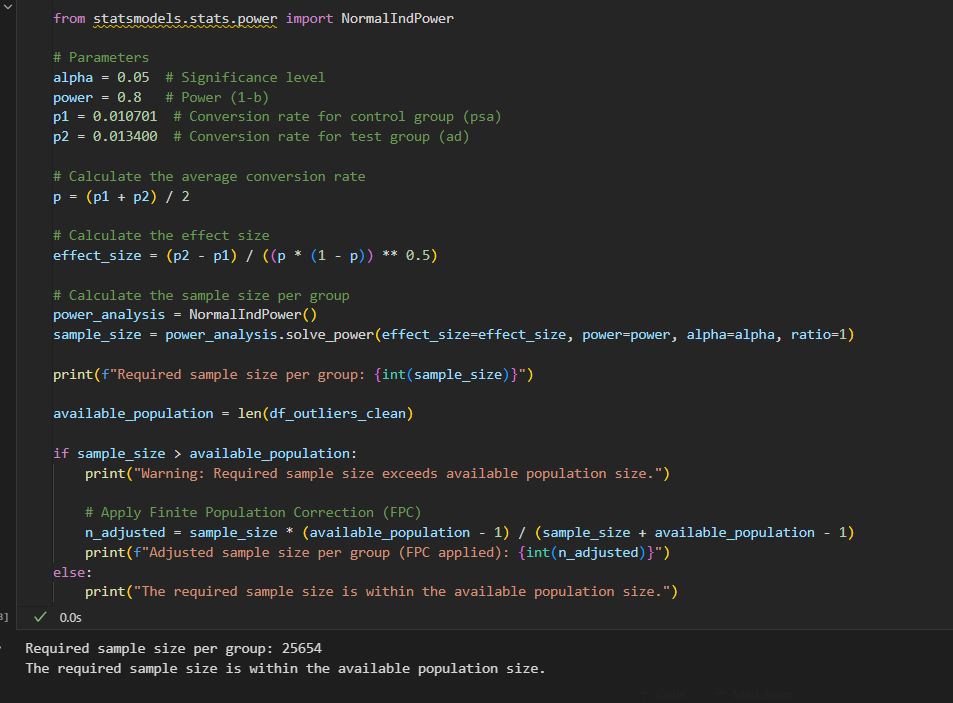 from statsmodels.stats.power import NormalIndPower
# Parameters
alpha = 0.05  # Significance level
power = 0.8   # Power (1-b)
p1 = 0.010701  # Conversion rate for control group (psa)
p2 = 0.013400  # Conversion rate for test group (ad)
# Calculate the average conversion rate
p = (p1 + p2) / 2
# Calculate the effect size
effect_size = (p2 - p1) / ((p * (1 - p)) ** 0.5)
# Calculate the sample size per group
power_analysis = NormalIndPower()
sample_size = power_analysis.solve_power(effect_size=effect_size, power=power, alpha=alpha, ratio=1)
print(f"Required sample size per group: {int(sample_size)}")
available_population = len(df_outliers_clean)
if sample_size > available_population:
    print("Warning: Required sample size exceeds available population size.")
    # Apply Finite Population Correction (FPC)
    n_adjusted = sample_size * (available_population - 1) / (sample_size + available_population - 1)
    print(f"Adjusted sample size per group (FPC applied): {int(n_adjusted)}")
else:
    print("The required sample size is within the available population size.")
]
0.0s
Required sample size per group: 25654
The required sample size is within the available population size.